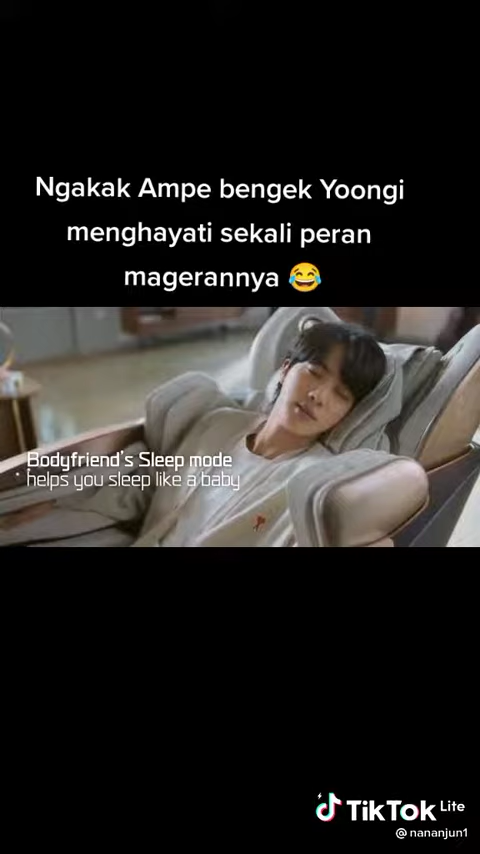 Ngakak Ampe bengek Yoongi
menghayati sekali peran
magerannya 😂
Bodyfriend's Sleep mode
helps you sleep like a baby
TikTok Lite
@nananjun1